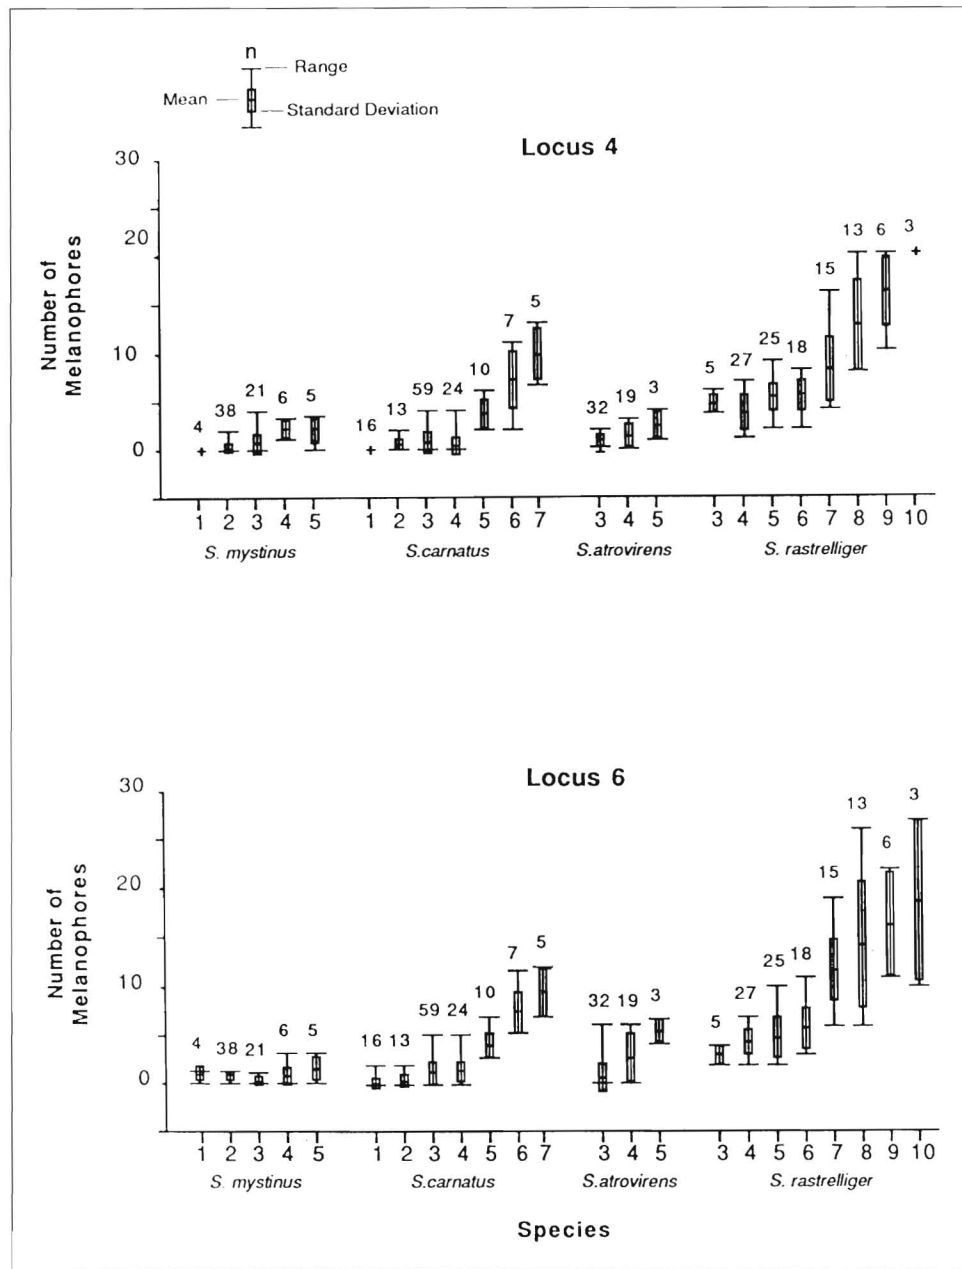 n
Range
Mean
Standard Deviation
Locus 4
30
20
10
0
Number of
Melanophores
4 38 21 6 5 16 13 59 24 10 7 5 32 19 3 5 27 25 18 15 13 6 3
1 2 3 4 5 1 2 3 4 5 6 7 3 4 5 3 4 5 6 7 8 9 10
S. mystinus S.carnatus S.atrovirens S. rastrelliger
Locus 6
30
20
10
0
Number of
Melanophores
4 38 21 6 5 16 13 59 24 10 7 5 32 19 3 5 27 25 18 15 13 6 3
1 2 3 4 5 1 2 3 4 5 6 7 3 4 5 3 4 5 6 7 8 9 10
S. mystinus S.carnatus S.atrovirens S. rastrelliger
Species